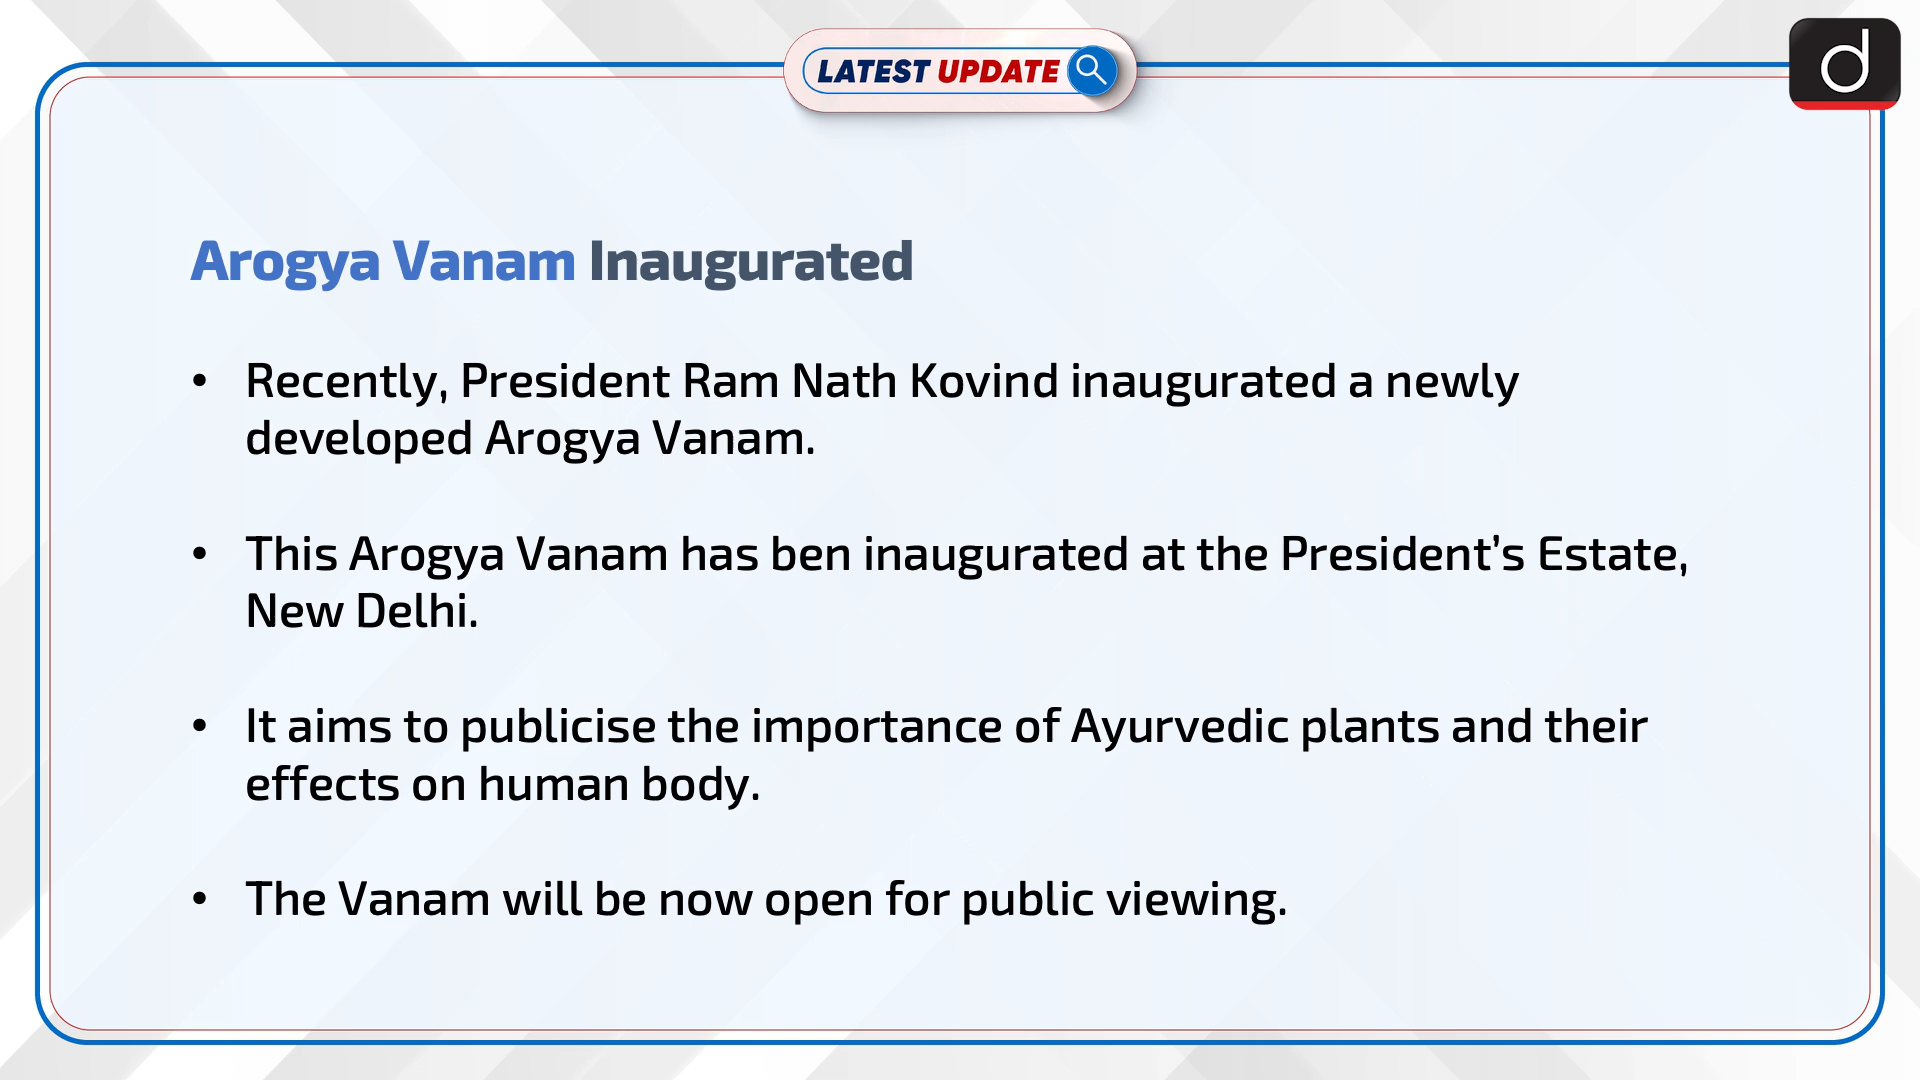 LATEST UPDATE
d
Arogya Vanam Inaugurated
• Recently, President Ram Nath Kovind inaugurated a newly
developed Arogya Vanam.
• This Arogya Vanam has ben inaugurated at the President’s Estate,
New Delhi.
• It aims to publicise the importance of Ayurvedic plants and their
effects on human body.
• The Vanam will be now open for public viewing.